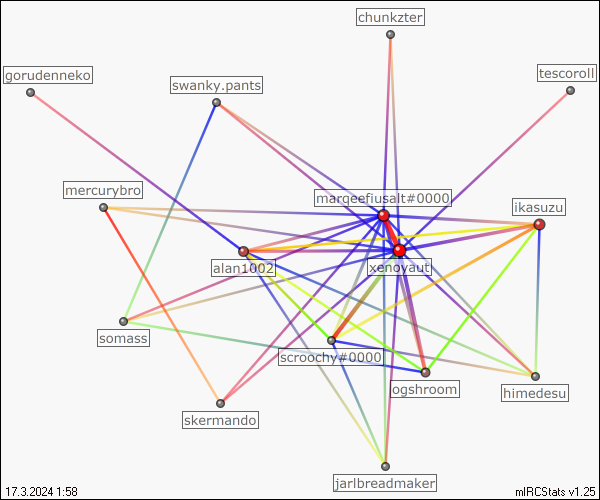 chunkzter
gorudenneko
tescoroll
swanky.pants
mercurybro
marqeefiusalt#0000
ikasuzu
alan1002
xenoyaut
somass
scroochy#0000
ogshroom
himedesu
skermando
jarlbreadmaker
17.3.2024 1:58
mIRCStats v1.25